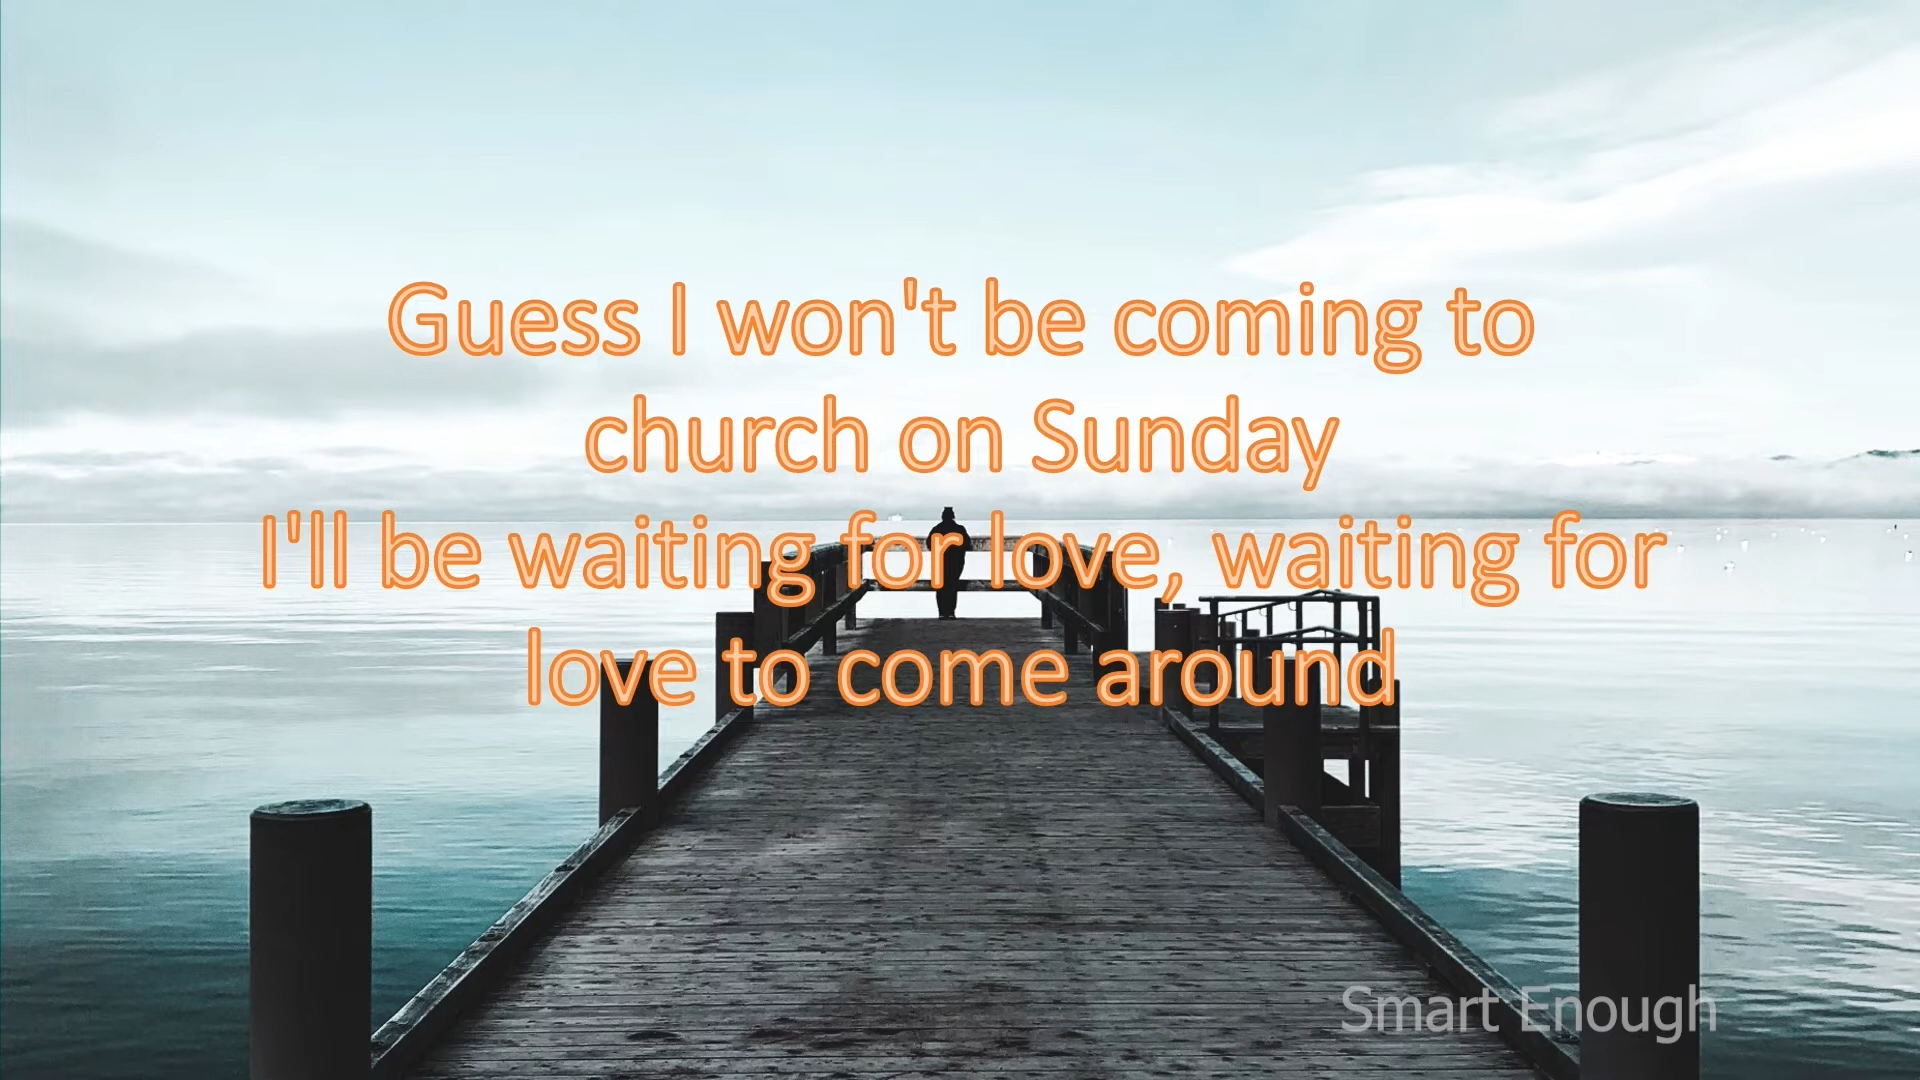 Guess I won't be coming to
church on Sunday
I'll be waiting for love, waiting for
love to come around
Smart Enough